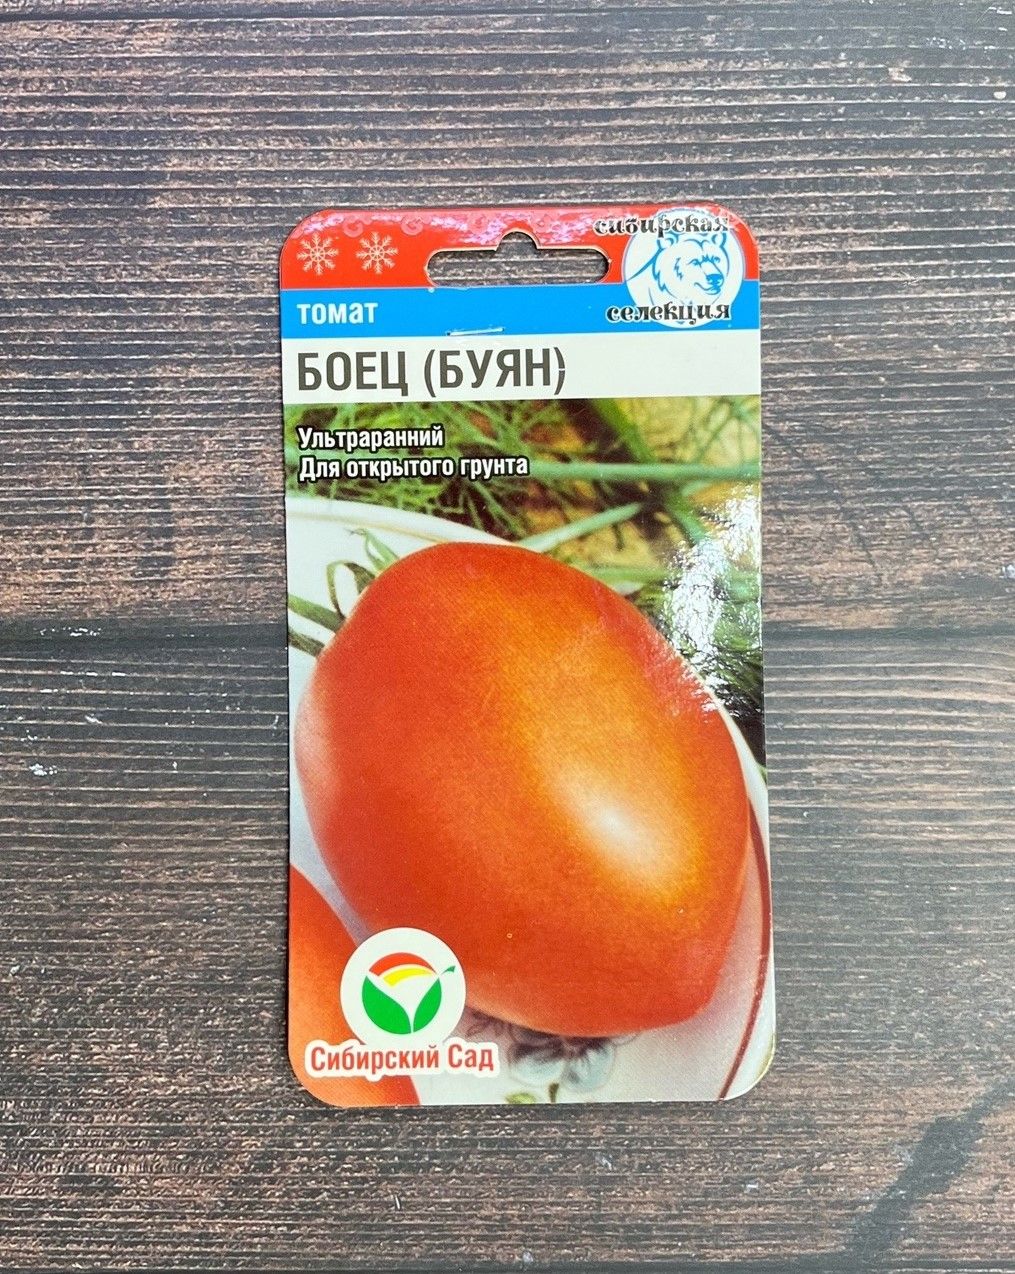 сибирская
селекция
томат
БОЕЦ (БУЯН)
Ультраранний
Для открытого грунта
Сибирский Сад